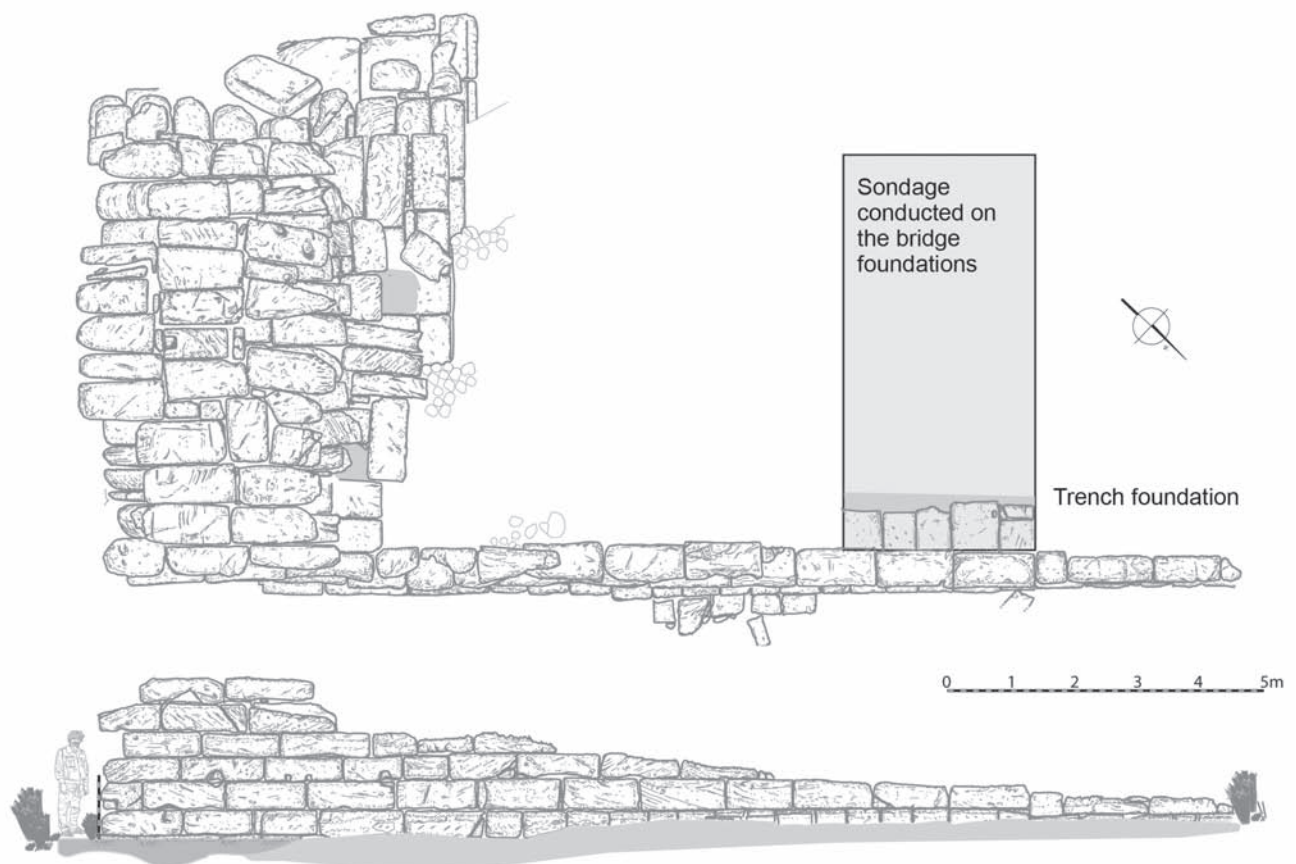 Sondage
conducted on
the bridge
foundations
Trench foundation
0 1 2 3 4 5m